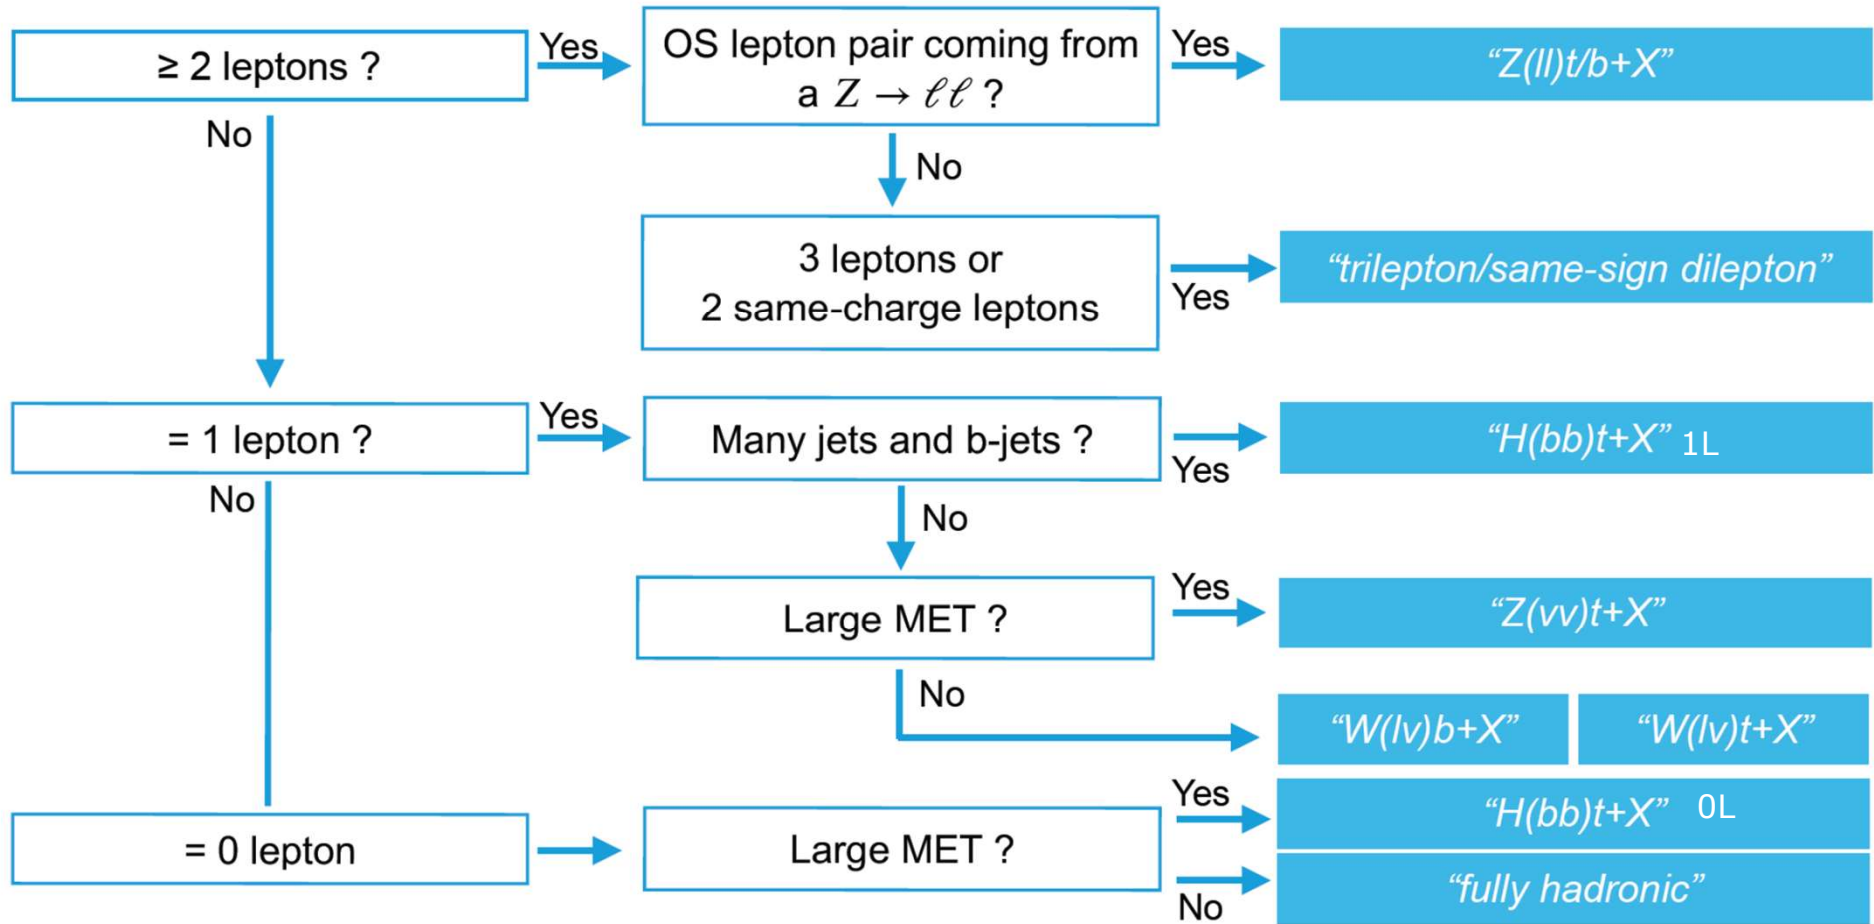 ≥ 2 leptons ?
Yes
OS lepton pair coming from
a Z → ℓℓ ?
Yes
“Z(ll)t/b+X”
No
No
3 leptons or
2 same-charge leptons
Yes
“trilepton/same-sign dilepton”
= 1 lepton ?
Yes
Many jets and b-jets ?
Yes
“H(bb)t+X” 1L
No
No
Large MET ?
Yes
“Z(νν)t+X”
No
“W(lν)b+X”
“W(lν)t+X”
= 0 lepton
Large MET ?
Yes
“H(bb)t+X” 0L
No
“fully hadronic”